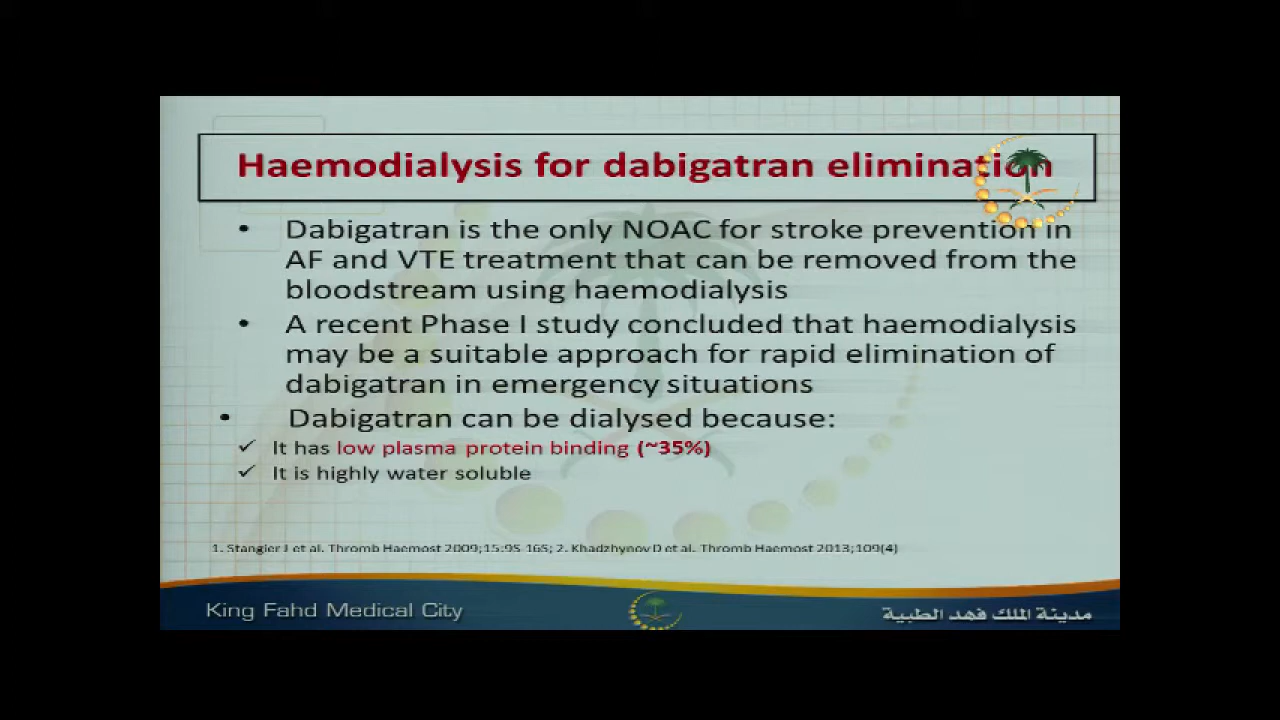 Haemodialysis for dabigatran elimination
• Dabigatran is the only NOAC for stroke prevention in
AF and VTE treatment that can be removed from the
bloodstream using haemodialysis
• A recent Phase I study concluded that haemodialysis
may be a suitable approach for rapid elimination of
dabigatran in emergency situations
• Dabigatran can be dialysed because:
✓ It has low plasma protein binding (~35%)
✓ It is highly water soluble
1. Stangier J et al. Thromb Haemost 2009;15:9S-16S; 2. Khadzhynov D et al. Thromb Haemost 2013;109(4)
King Fahd Medical City
مدينة الملك فهد الطبية